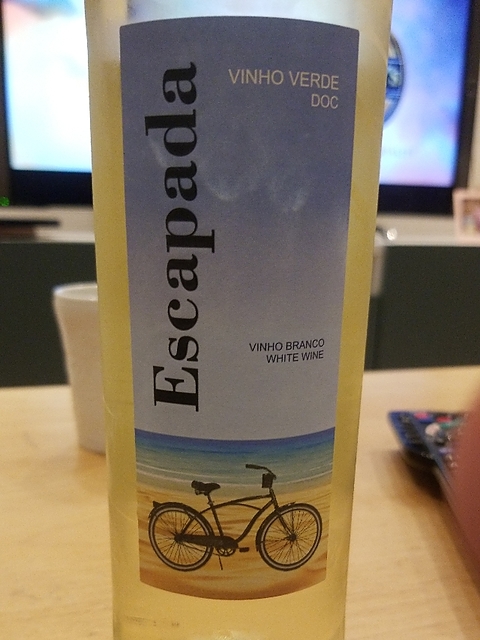 Escapada
VINHO VERDE
DOC
VINHO BRANCO
WHITE WINE